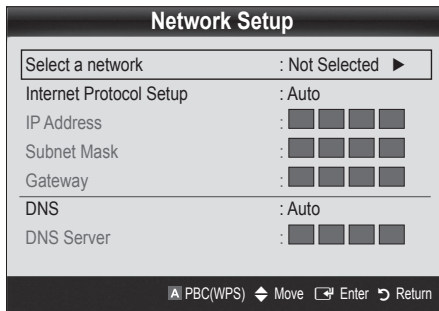 Network Setup
Select a network : Not Selected ▶
Internet Protocol Setup : Auto
IP Address :
Subnet Mask :
Gateway :
DNS : Auto
DNS Server :
A PBC(WPS) Move Enter Return